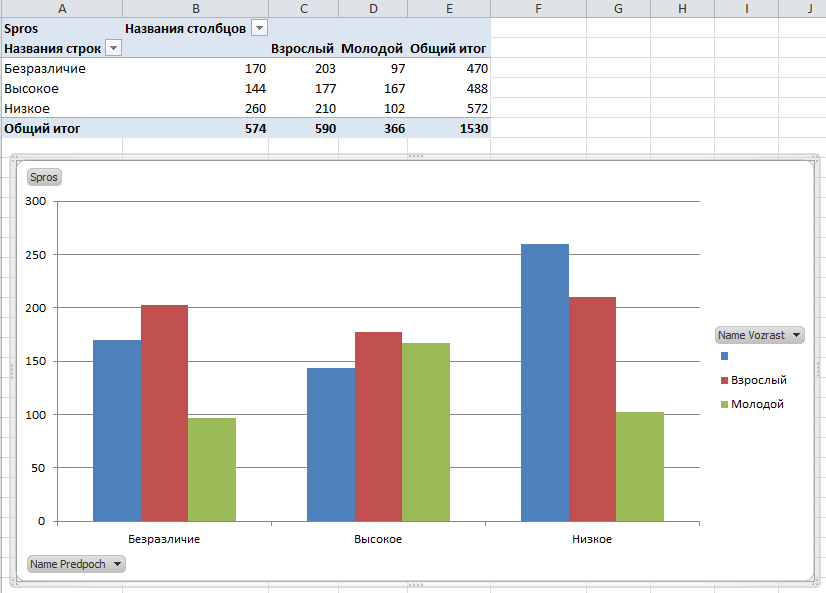 A B C D E F G H I J
Spros Названия столбцов
Названия строк Взрослый Молодой Общий итог
Безразличие 170 203 97 470
Высокое 144 177 167 488
Низкое 260 210 102 572
Общий итог 574 590 366 1530
Spros
300
250
200
150
100
50
0
Безразличие Высокое Низкое
Name Vozrast
Взрослый
Молодой
Name Predpoch